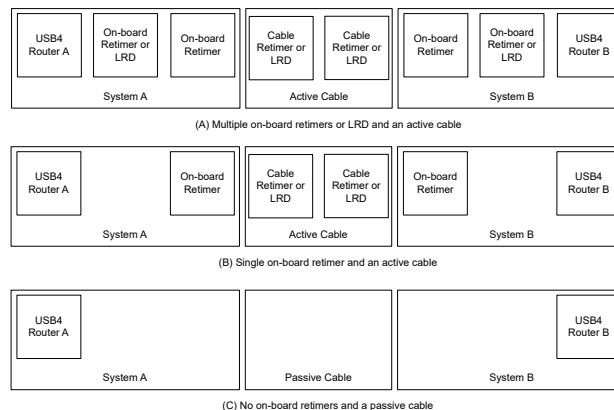 USB4
Router A
On-board
Retimer or
LRD
On-board
Retimer
Cable
Retimer or
LRD
Cable
Retimer or
LRD
On-board
Retimer
On-board
Retimer or
LRD
USB4
Router B
System A
Active Cable
System B
(A) Multiple on-board retimers or LRD and an active cable
USB4
Router A
On-board
Retimer
Cable
Retimer or
LRD
Cable
Retimer or
LRD
On-board
Retimer
USB4
Router B
System A
Active Cable
System B
(B) Single on-board retimer and an active cable
USB4
Router A
USB4
Router B
System A
Passive Cable
System B
(C) No on-board retimers and a passive cable